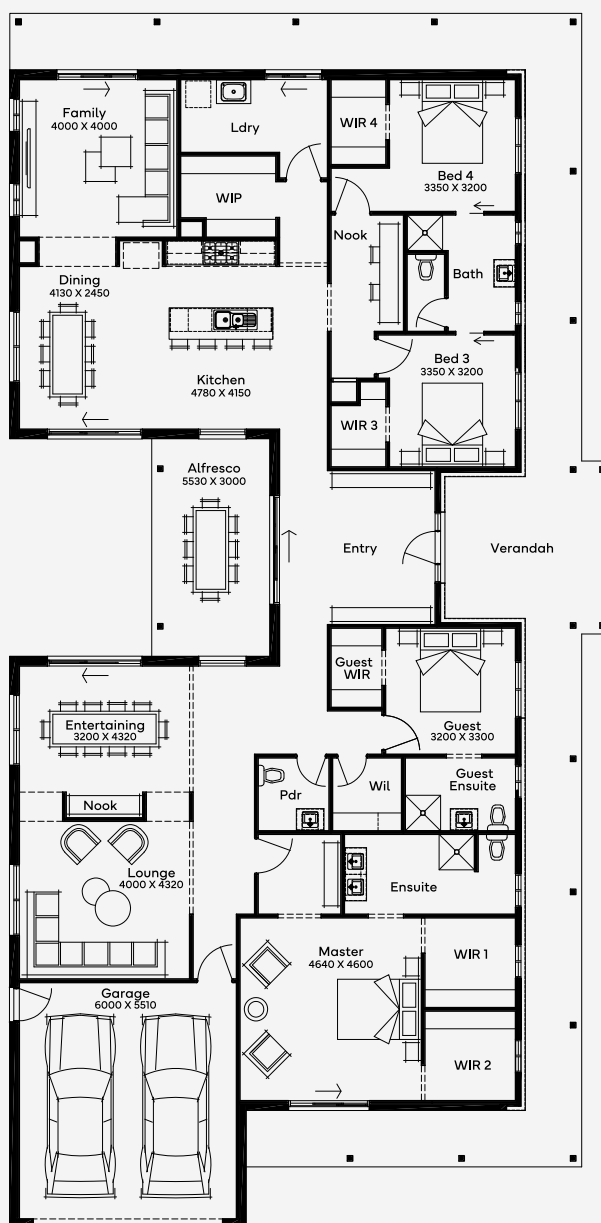 Family
4000 X 4000
Ldry
WIR 4
Bed 4
3350 X 3200
WIP
Nook
Bath
Dining
4130 X 2450
Kitchen
4780 X 4150
Bed 3
3350 X 3200
WIR 3
Alfresco
5530 X 3000
Entry
Verandah
Guest
WIR
Guest
3200 X 3300
Entertaining
3200 X 4320
Guest
Ensuite
Pdr
Wil
Nook
Lounge
4000 X 4320
Ensuite
Master
4640 X 4600
WIR 1
Garage
6000 X 5510
WIR 2